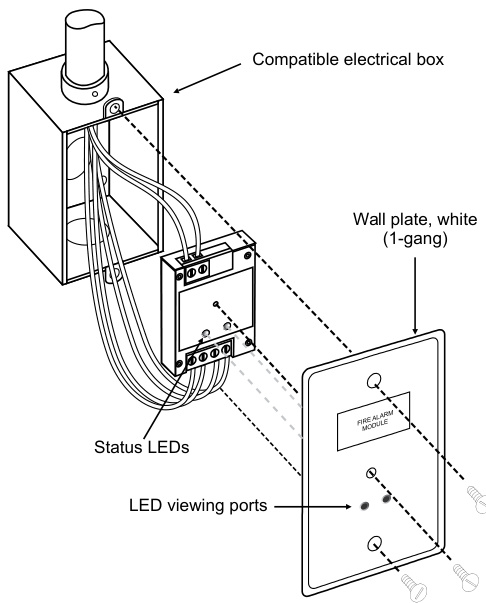 Compatible electrical box
Wall plate, white
(1-gang)
FIRE ALARM
MODULE
Status LEDs
LED viewing ports